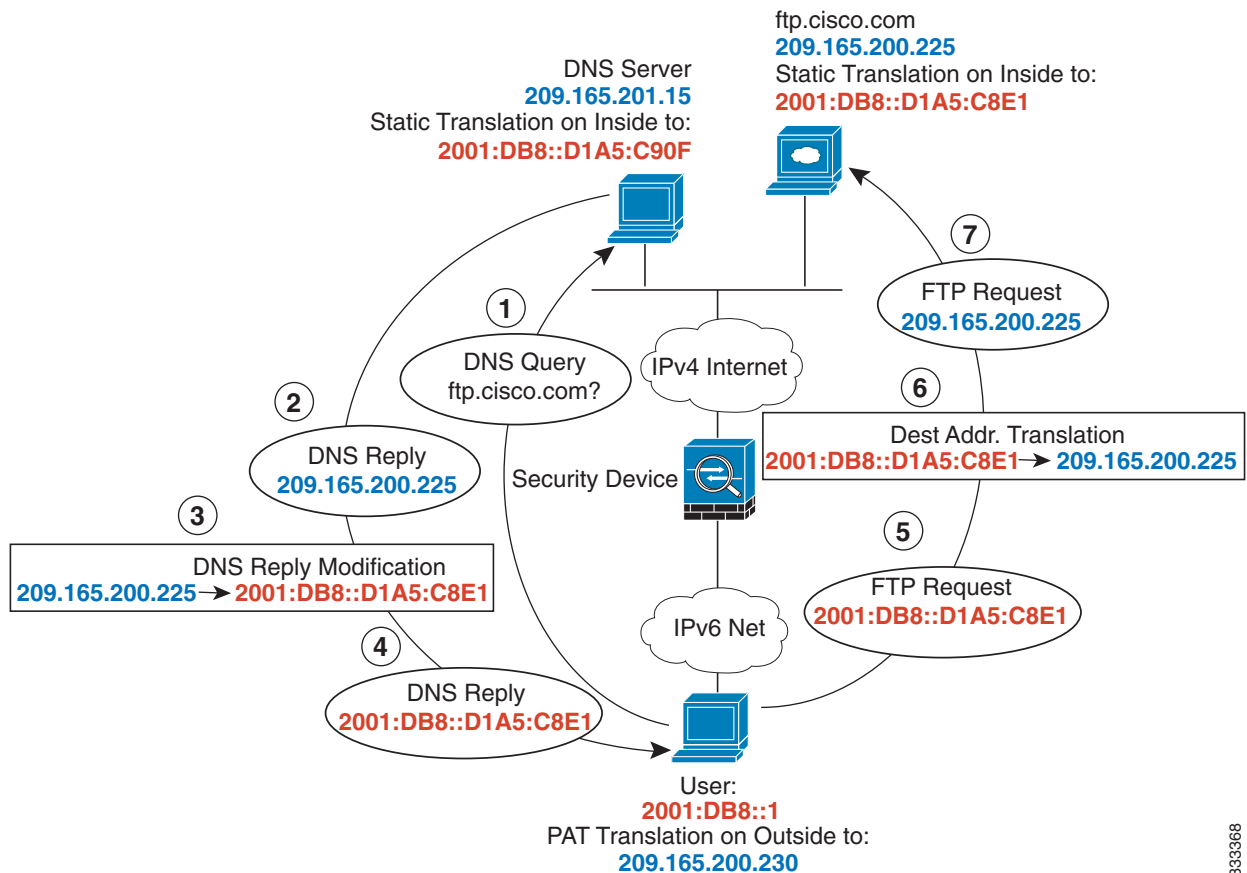 ftp.cisco.com
209.165.200.225
Static Translation on Inside to:
2001:DB8::D1A5:C8E1
DNS Server
209.165.201.15
Static Translation on Inside to:
2001:DB8::D1A5:C90F
7
FTP Request
209.165.200.225
1
DNS Query
ftp.cisco.com?
IPv4 Internet
2
DNS Reply
209.165.200.225
6
Dest Addr. Translation
2001:DB8::D1A5:C8E1 → 209.165.200.225
Security Device
3
DNS Reply Modification
209.165.200.225 → 2001:DB8::D1A5:C8E1
5
FTP Request
2001:DB8::D1A5:C8E1
IPv6 Net
4
DNS Reply
2001:DB8::D1A5:C8E1
User:
2001:DB8::1
PAT Translation on Outside to:
209.165.200.230
333368